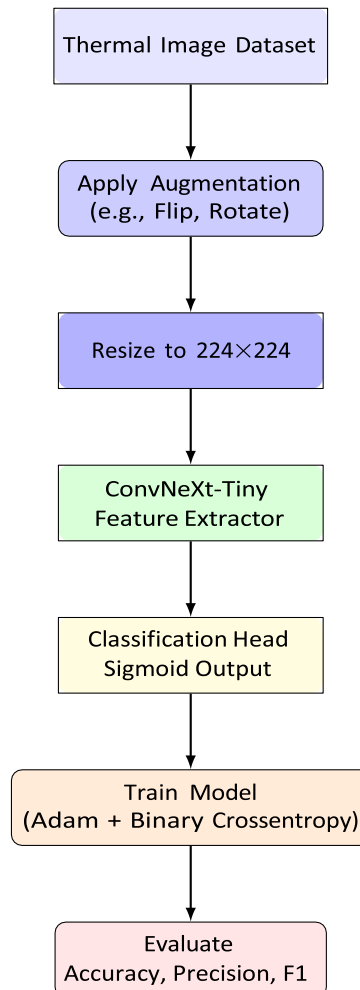 Thermal Image Dataset
Apply Augmentation
(e.g., Flip, Rotate)
Resize to 224×224
ConvNeXt-Tiny
Feature Extractor
Classification Head
Sigmoid Output
Train Model
(Adam + Binary Crossentropy)
Evaluate
Accuracy, Precision, F1